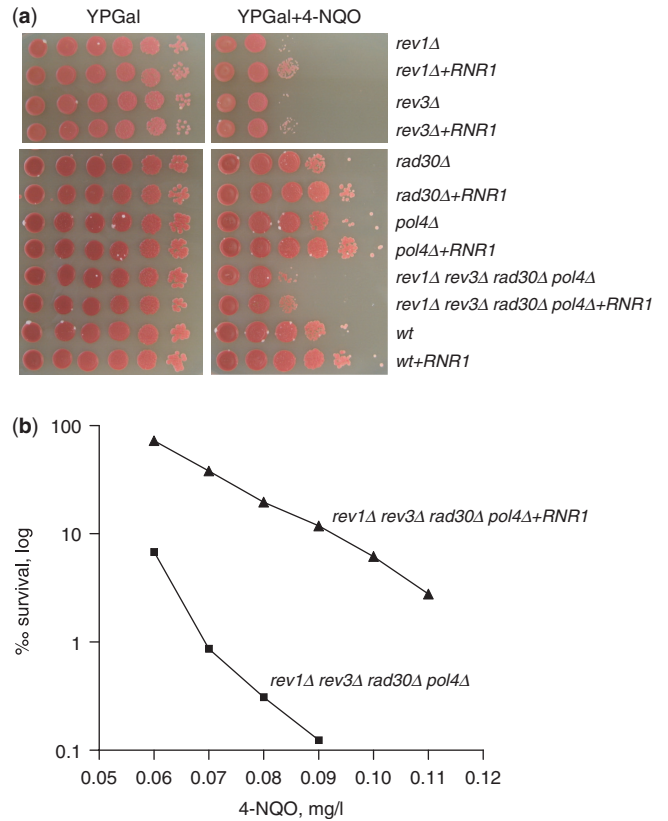 (a) YPGal YPGal+4-NQO
rev1Δ
rev1Δ+RNR1
rev3Δ
rev3Δ+RNR1
rad30Δ
rad30Δ+RNR1
pol4Δ
pol4Δ+RNR1
rev1Δ rev3Δ rad30Δ pol4Δ
rev1Δ rev3Δ rad30Δ pol4Δ+RNR1
wt
wt+RNR1
(b)
100
10
1
0.1
‱ survival, log
rev1Δ rev3Δ rad30Δ pol4Δ+RNR1
rev1Δ rev3Δ rad30Δ pol4Δ
0.05 0.06 0.07 0.08 0.09 0.10 0.11 0.12
4-NQO, mg/l